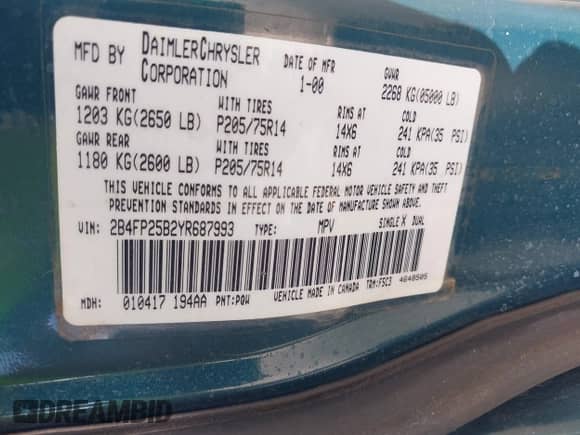 MFD BY DAIMLERCHRYSLER CORPORATION DATE OF MFR 1-00 GVWR 2268 KG(05000 LB)
GAWR FRONT WITH TIRES RIMS AT COLD
1203 KG(2650 LB) P205/75R14 14X6 241 KPA(35 PSI)
GAWR REAR WITH TIRES RIMS AT COLD
1180 KG(2600 LB) P205/75R14 14X6 241 KPA(35 PSI)
THIS VEHICLE CONFORMS TO ALL APPLICABLE FEDERAL MOTOR VEHICLE SAFETY AND THEFT
PREVENTION STANDARDS IN EFFECT ON THE DATE OF MANUFACTURE SHOWN ABOVE.
VIN: 2B4FP25B2YR687993 TYPE: MPV SINGLE X DUAL
MDH: 010417 194AA PNT:PQW VEHICLE MADE IN CANADA TRM:F5C3 4648505
DREAMBID